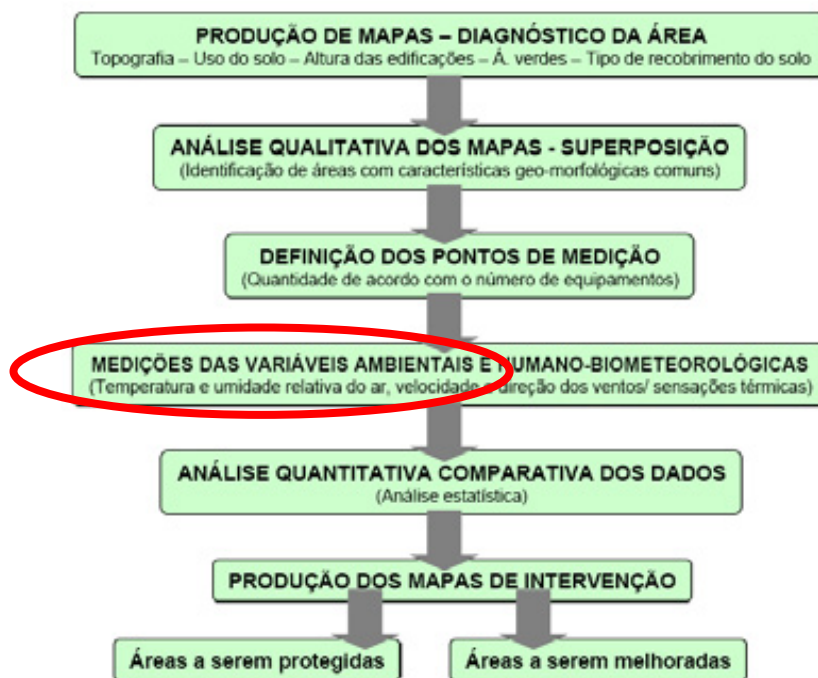 PRODUÇÃO DE MAPAS – DIAGNÓSTICO DA ÁREA
Topografia – Uso do solo – Altura das edificações – Á. verdes – Tipo de recobrimento do solo
ANÁLISE QUALITATIVA DOS MAPAS - SUPERPOSIÇÃO
(Identificação de áreas com características geo-morfológicas comuns)
DEFINIÇÃO DOS PONTOS DE MEDIÇÃO
(Quantidade de acordo com o número de equipamentos)
MEDIÇÕES DAS VARIÁVEIS AMBIENTAIS E HUMANO-BIOMETEOROLÓGICAS
(Temperatura e umidade relativa do ar, velocidade e direção dos ventos/ sensações térmicas)
ANÁLISE QUANTITATIVA COMPARATIVA DOS DADOS
(Análise estatística)
PRODUÇÃO DOS MAPAS DE INTERVENÇÃO
Áreas a serem protegidas
Áreas a serem melhoradas